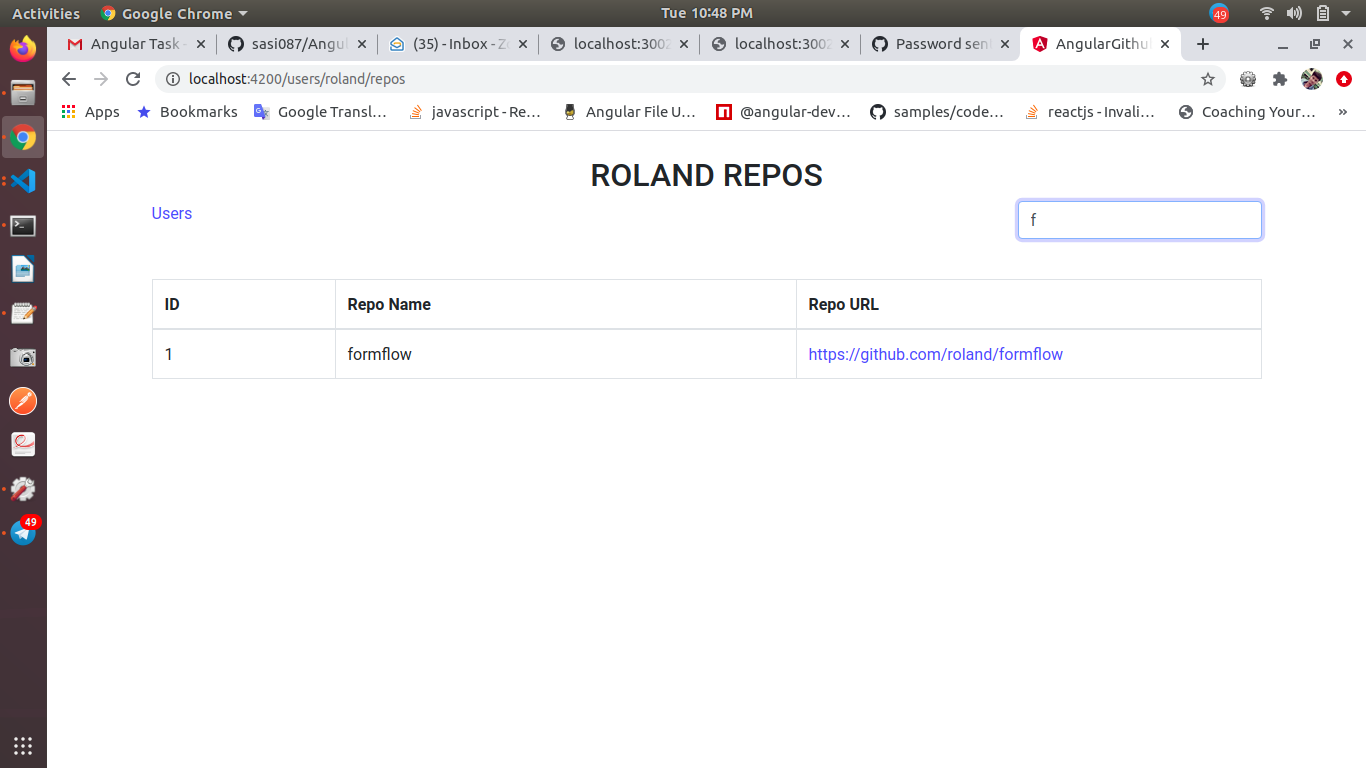 Activities Google Chrome Tue 10:48 PM 49
Angular Task - sasi087/Angul (35) - Inbox - Zo localhost:3002 localhost:3002 Password sent AngularGithu
localhost:4200/users/roland/repos
Apps Bookmarks Google Transl... javascript - Re... Angular File U... @angular-dev... samples/code... reactjs - Invali... Coaching Your... »
ROLAND REPOS
Users f
ID Repo Name Repo URL
1 formflow https://github.com/roland/formflow
49